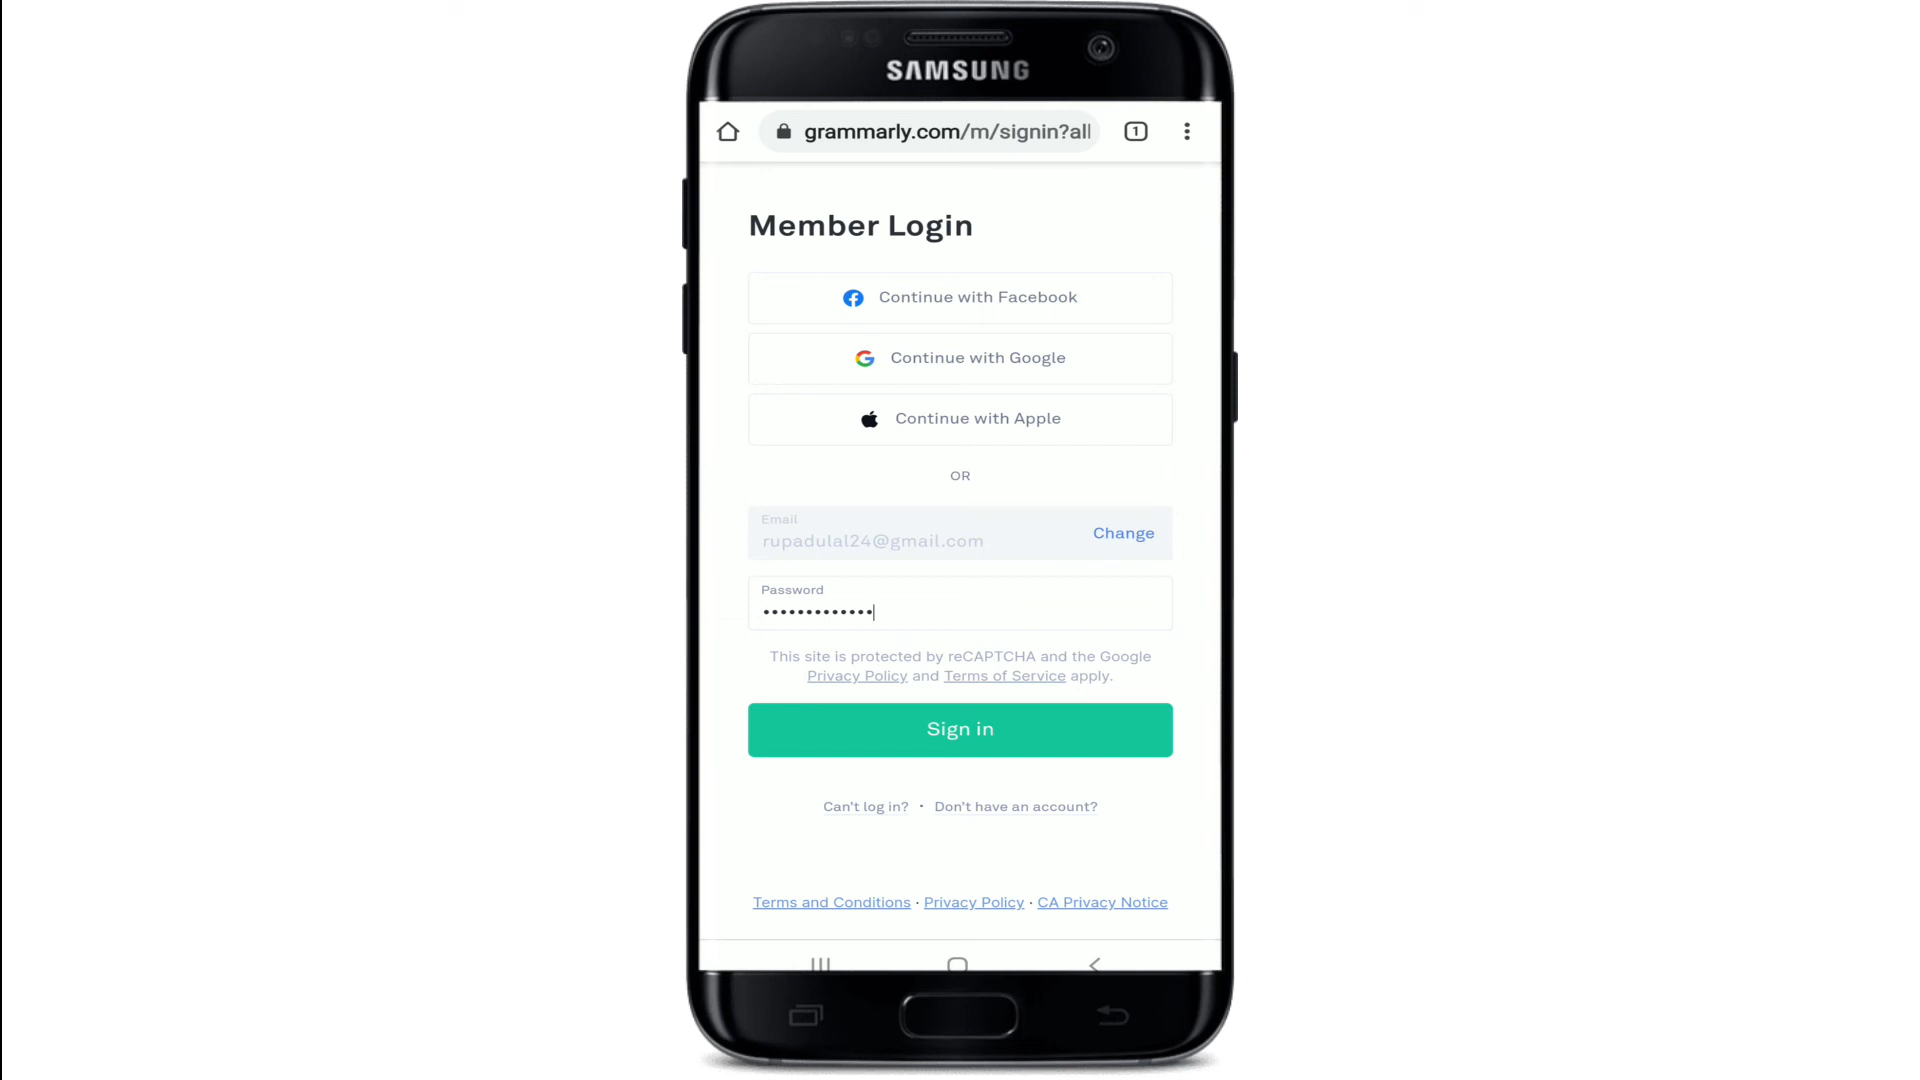 SAMSUNG
grammarly.com/m/signin?all
1
Member Login
Continue with Facebook
Continue with Google
Continue with Apple
OR
Email
rupadulal24@gmail.com
Change
Password
•••••••••••••
This site is protected by reCAPTCHA and the Google
Privacy Policy and Terms of Service apply.
Sign in
Can't log in? • Don't have an account?
Terms and Conditions · Privacy Policy · CA Privacy Notice